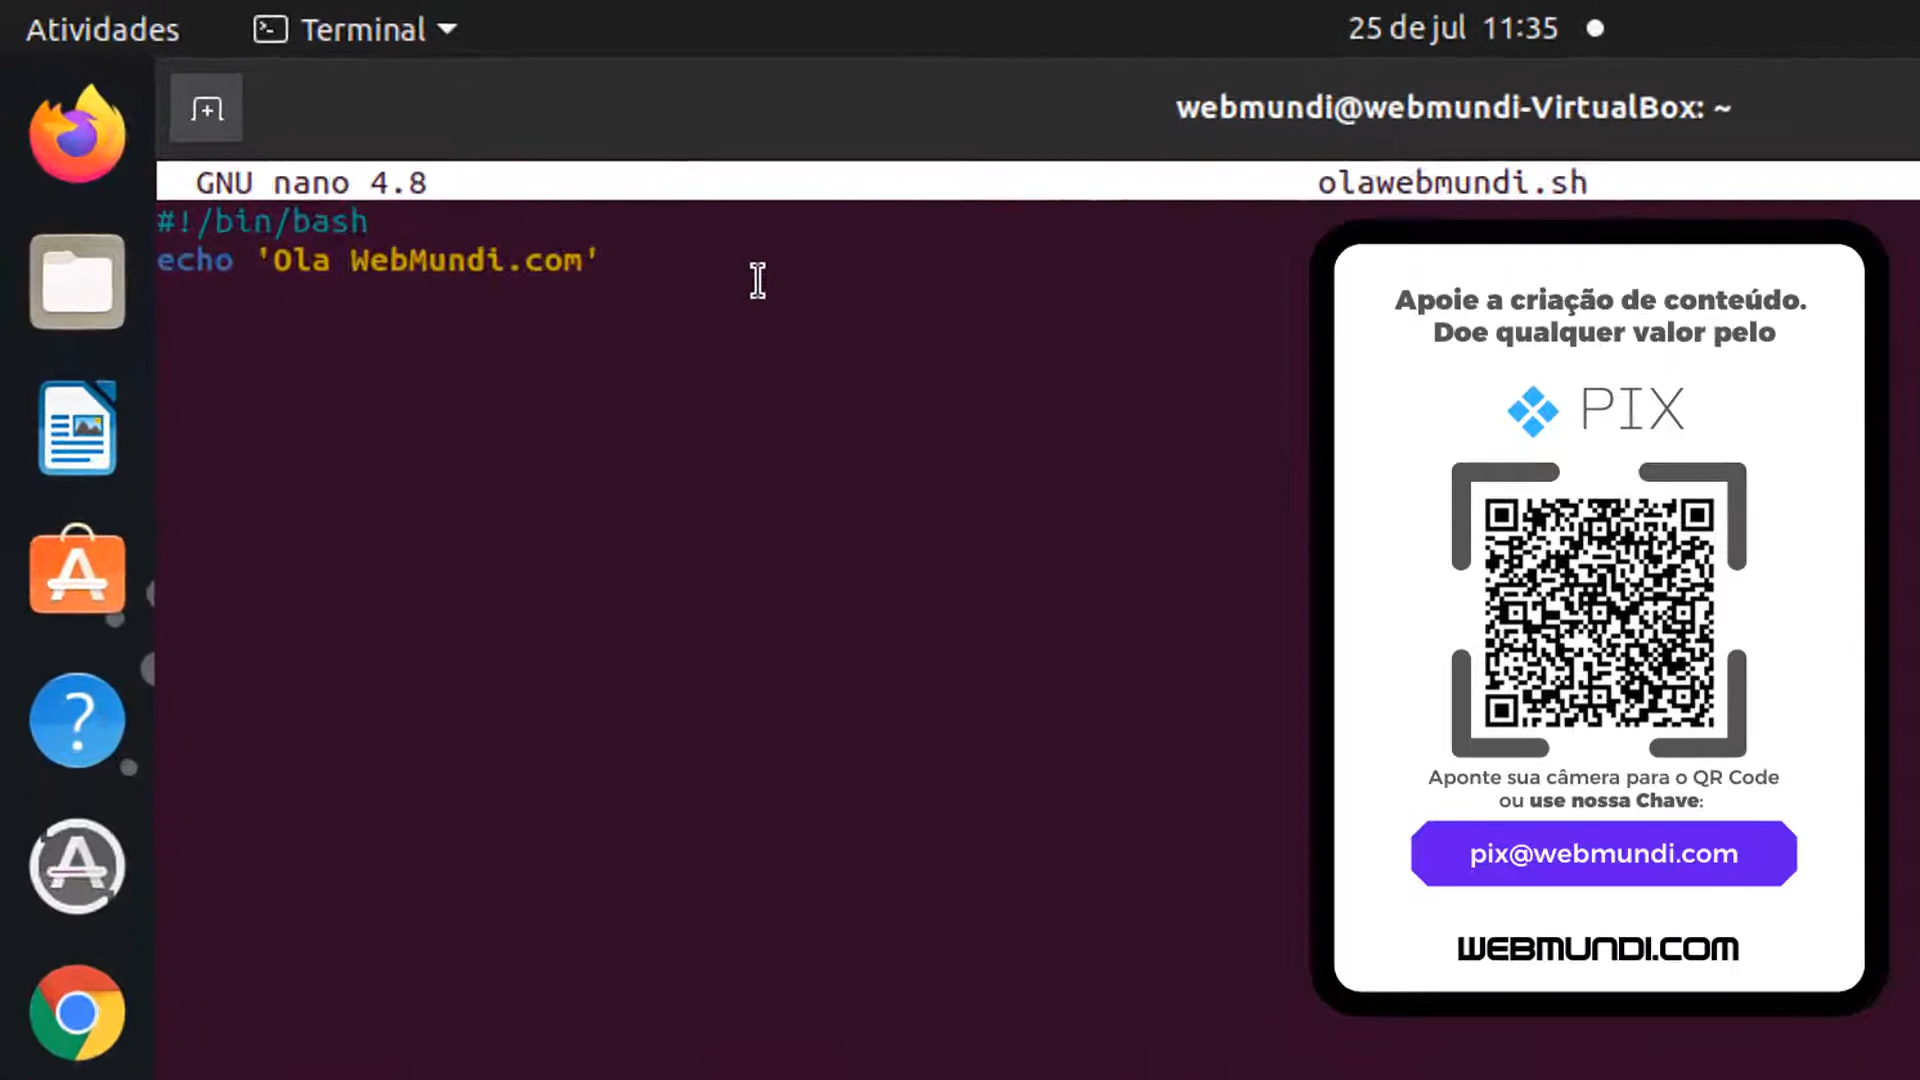 Atividades
Terminal
25 de jul 11:35
webmundi@webmundi-VirtualBox: ~
GNU nano 4.8
olawebmundi.sh
#!/bin/bash
echo 'Ola WebMundi.com'
Apoie a criação de conteúdo.
Doe qualquer valor pelo
PIX
Aponte sua câmera para o QR Code
ou use nossa Chave:
pix@webmundi.com
WEBMUNDI.COM